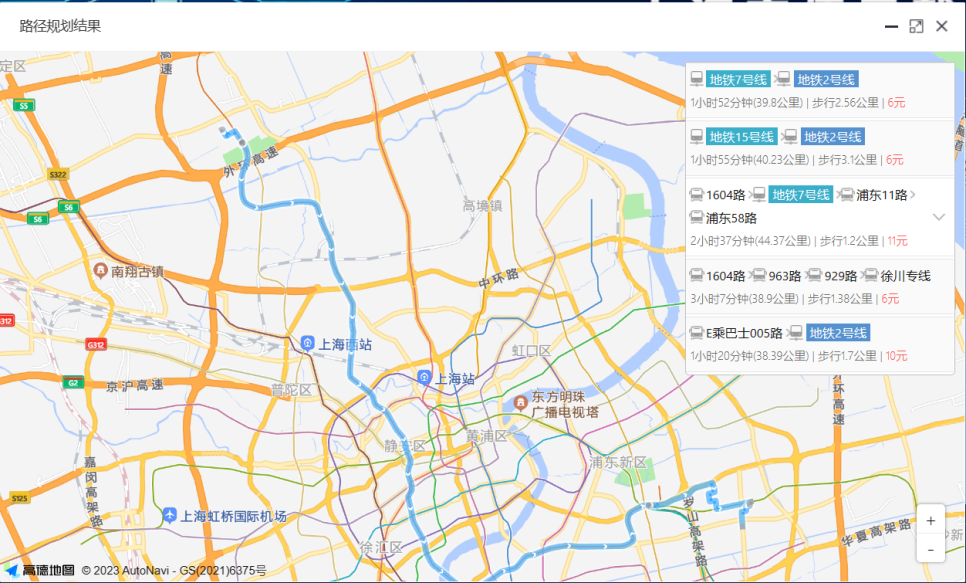 路径规划结果
定区
高速
S5
外环高速
S322
S6
S6
高境镇
南翔古镇
中环路
312
G312
上海西站
虹口区
上海站
G2
京沪高速
普陀区
东方明珠
广播电视塔
静安区
黄浦区
浦东新区
外环高速
嘉闵高架路
S125
上海虹桥国际机场
罗山高架路
徐汇区
华夏高架路
新
高德地图 © 2023 AutoNavi - GS(2021)6375号
地铁7号线 地铁2号线
1小时52分钟(39.8公里) | 步行2.56公里 | 6元
地铁15号线 地铁2号线
1小时55分钟(40.23公里) | 步行3.1公里 | 6元
1604路 地铁7号线 浦东11路
浦东58路
2小时37分钟(44.37公里) | 步行1.2公里 | 11元
1604路 963路 929路 徐川专线
3小时7分钟(38.9公里) | 步行1.38公里 | 6元
E乘巴士005路 地铁2号线
1小时20分钟(38.39公里) | 步行1.7公里 | 10元
+
-